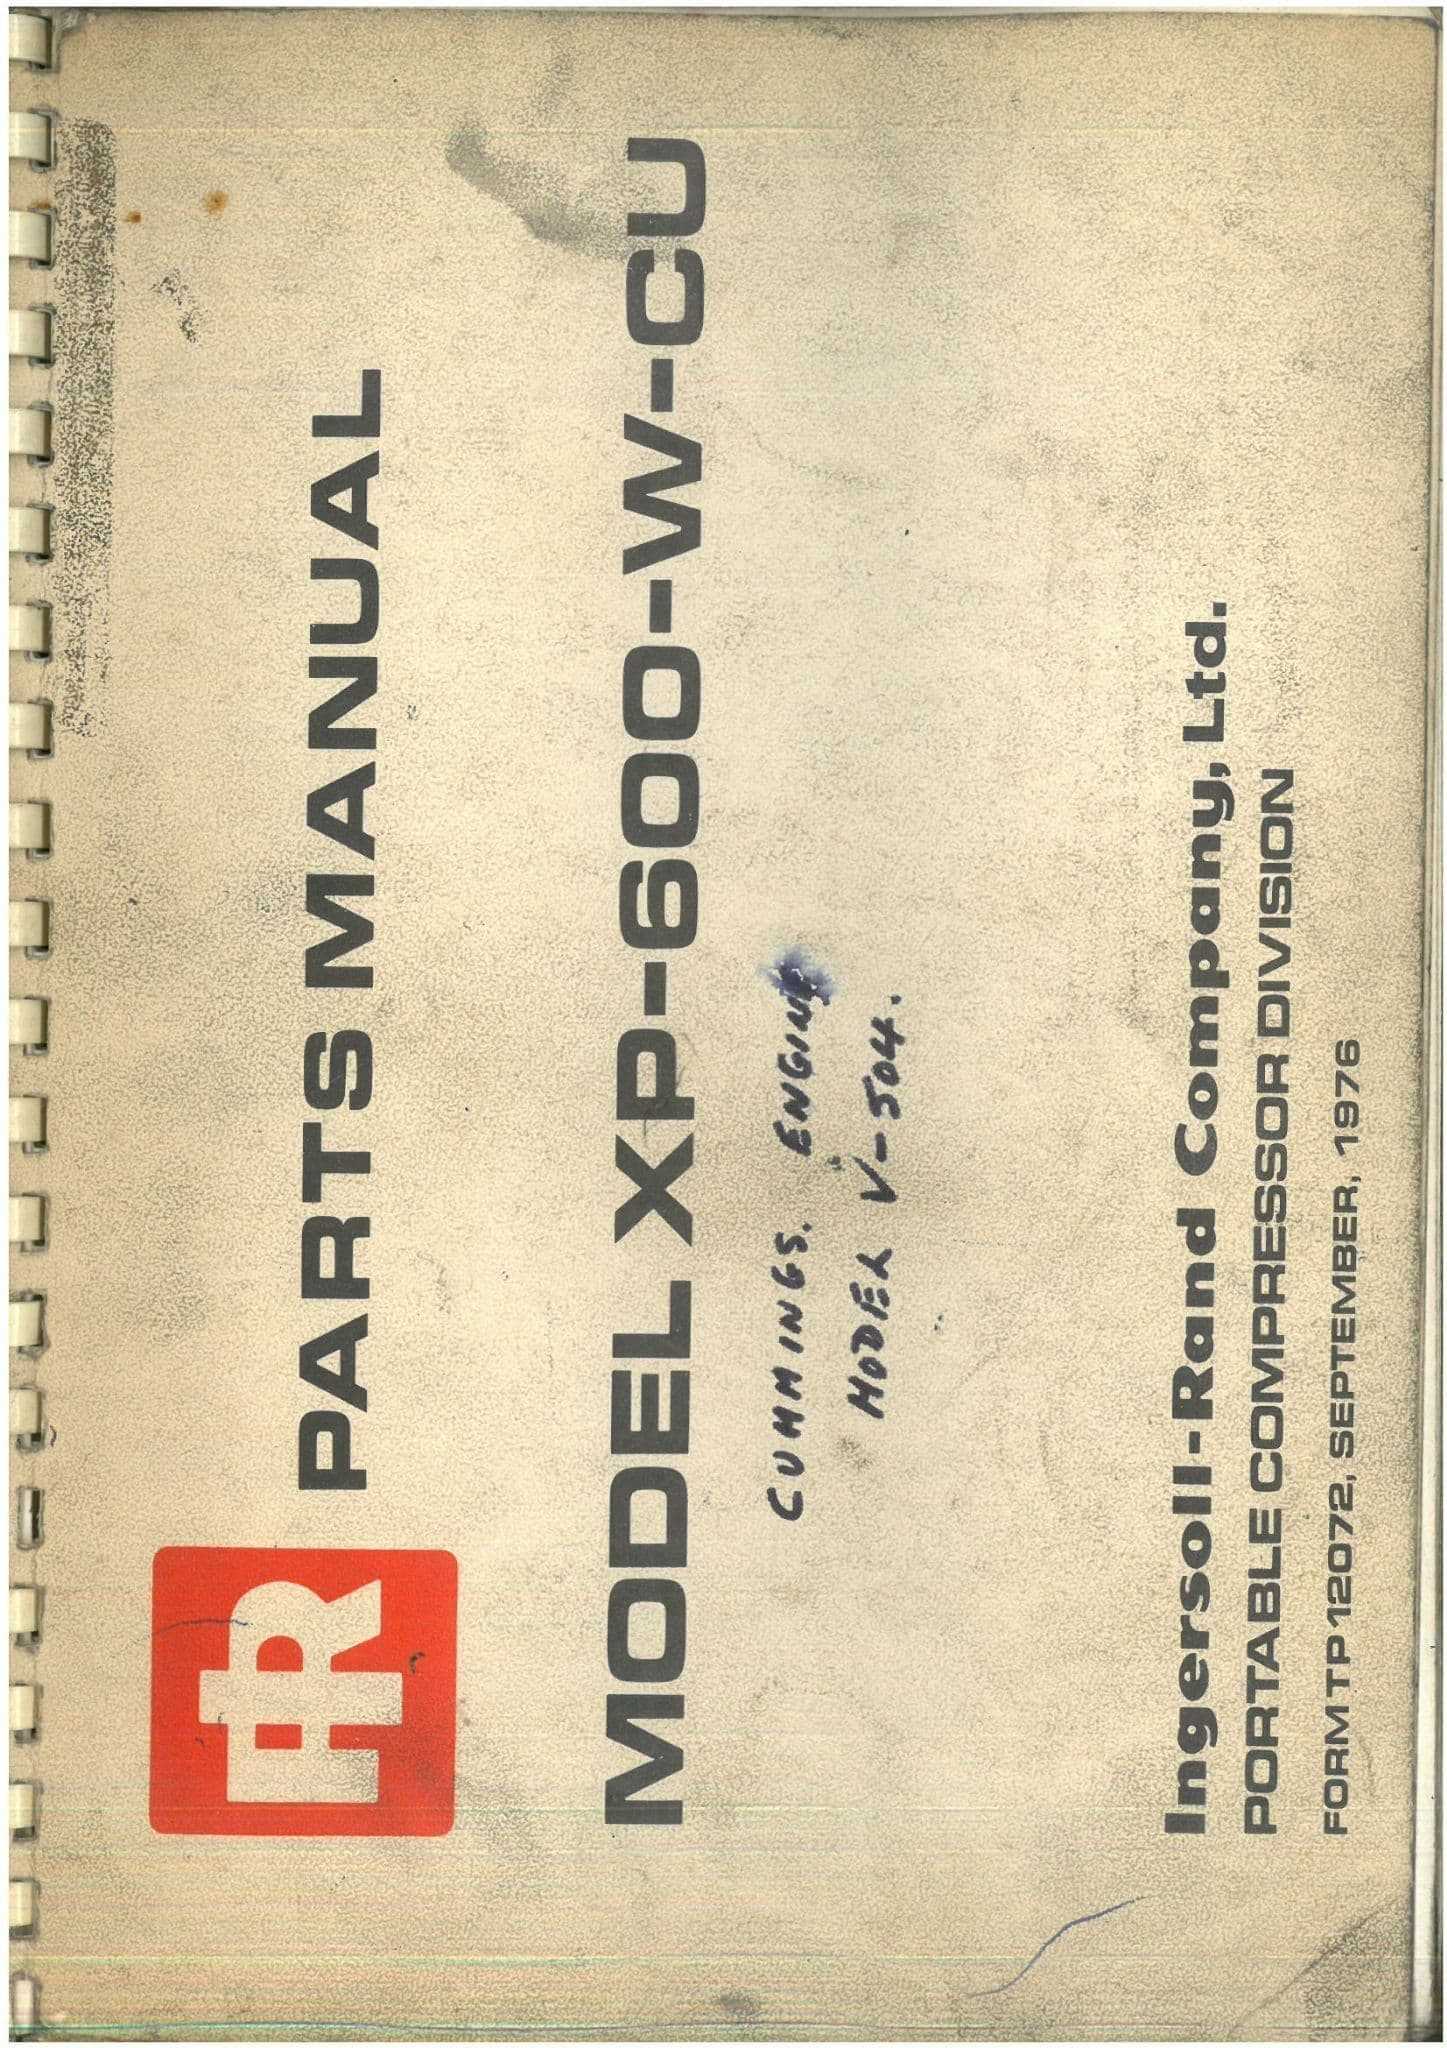 IR PARTS MANUAL
MODEL XP-600-W-CU
CUMMINGS. ENGINE
MODEL V-504.
Ingersoll-Rand Company, Ltd.
PORTABLE COMPRESSOR DIVISION
FORM TP 12072, SEPTEMBER, 1976